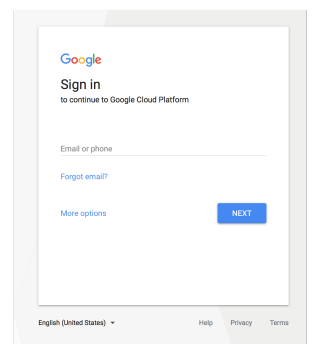 Google
Sign in
to continue to Google Cloud Platform
Email or phone
Forgot email?
More options
NEXT
English (United States)
Help
Privacy
Terms